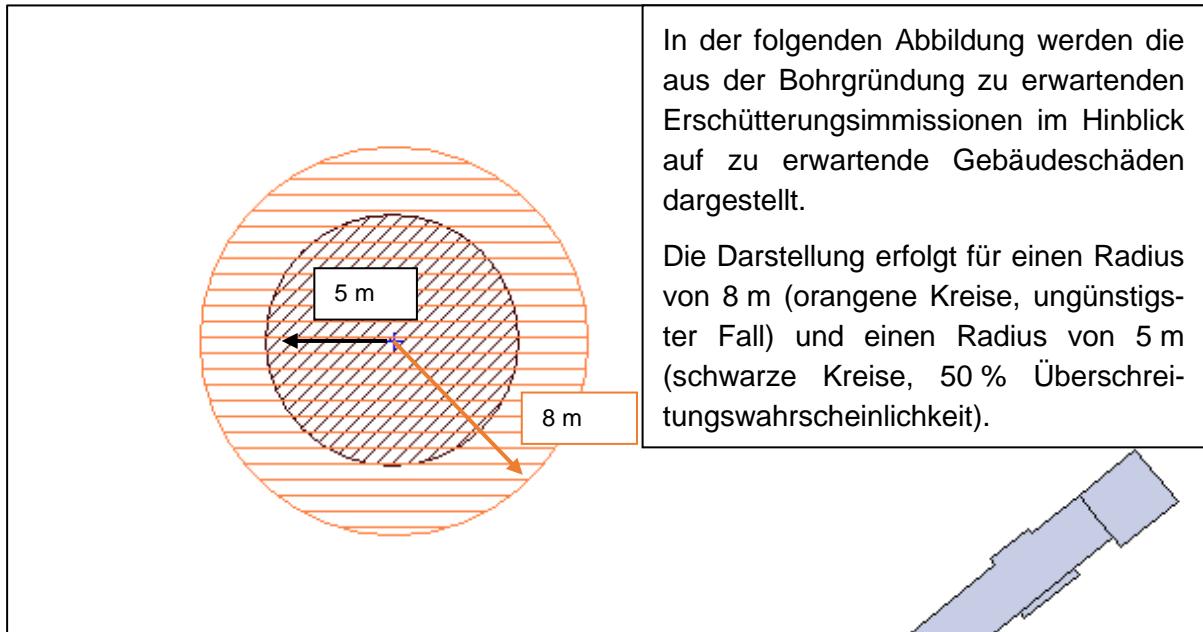 In der folgenden Abbildung werden die
aus der Bohrgründung zu erwartenden
Erschütterungsimmissionen im Hinblick
auf zu erwartende Gebäudeschäden
dargestellt.
Die Darstellung erfolgt für einen Radius
von 8 m (orangene Kreise, ungünstigs-
ter Fall) und einen Radius von 5 m
(schwarze Kreise, 50 % Überschrei-
tungswahrscheinlichkeit).
5 m
8 m